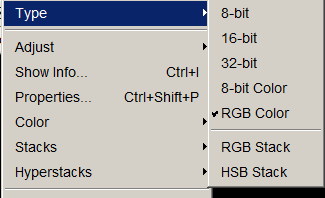 Type
Adjust
Show Info... Ctrl+I
Properties... Ctrl+Shift+P
Color
Stacks
Hyperstacks
8-bit
16-bit
32-bit
8-bit Color
RGB Color
RGB Stack
HSB Stack